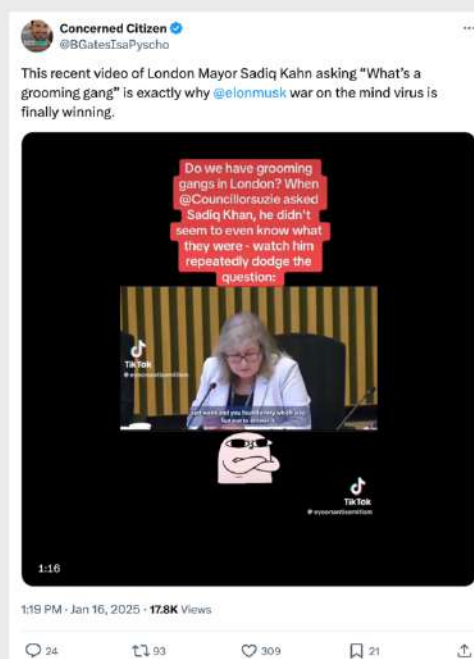 Concerned Citizen
@BGatesIsaPyscho
This recent video of London Mayor Sadiq Kahn asking “What’s a
grooming gang” is exactly why @elonmusk war on the mind virus is
finally winning.
Do we have grooming
gangs in London? When
@Councillorsuzie asked
Sadiq Khan, he didn’t
seem to even know what
they were - watch him
repeatedly dodge the
question:
TikTok
TikTok
1:16
1:19 PM · Jan 16, 2025 · 17.8K Views
24
93
309
21